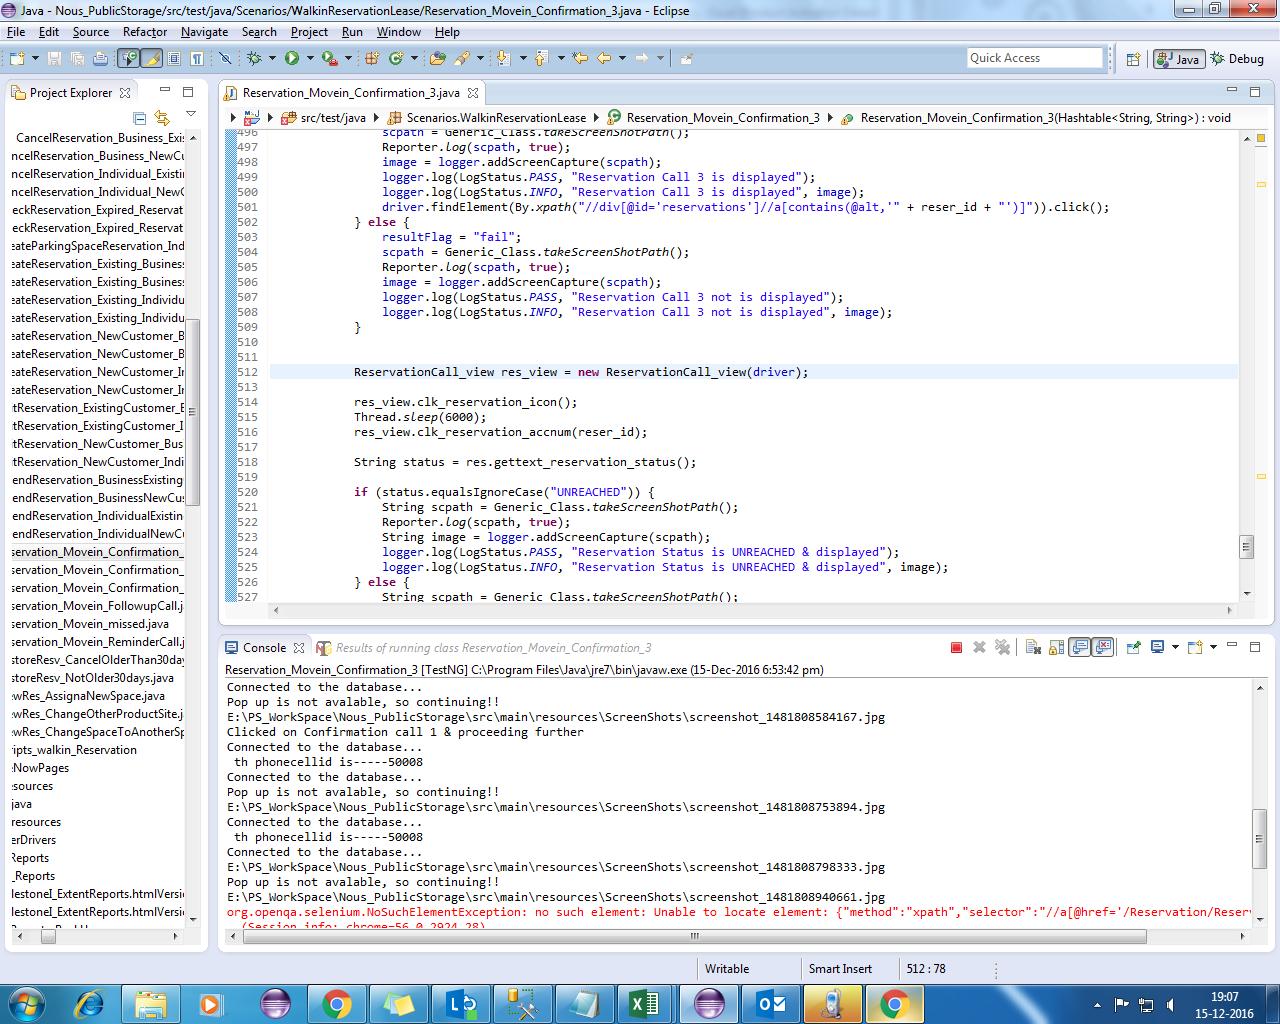 Java - Nous_PublicStorage/src/test/java/Scenarios/WalkinReservationLease/Reservation_Movein_Confirmation_3.java - Eclipse
File Edit Source Refactor Navigate Search Project Run Window Help
Quick Access
Java
Debug
Project Explorer
CancelReservation_Business_Exi
ncelReservation_Business_NewCu
ncelReservation_Individual_Existi
ncelReservation_Individual_NewC
eckReservation_Expired_Reservat
eckReservation_Expired_Reservat
eateParkingSpaceReservation_Ind
eateReservation_Existing_Business
eateReservation_Existing_Business
eateReservation_Existing_Individu
eateReservation_Existing_Individu
eateReservation_NewCustomer_B
eateReservation_NewCustomer_B
eateReservation_NewCustomer_In
eateReservation_NewCustomer_In
tReservation_ExistingCustomer_B
tReservation_ExistingCustomer_I
tReservation_NewCustomer_Bus
tReservation_NewCustomer_Indi
endReservation_BusinessExisting
endReservation_BusinessNewCus
endReservation_IndividualExistin
endReservation_IndividualNewC
servation_Movein_Confirmation_
servation_Movein_Confirmation_
servation_Movein_Confirmation_
servation_Movein_FollowupCall.j
servation_Movein_missed.java
servation_Movein_ReminderCall.j
storeResv_CancelOlderThan30day
storeResv_NotOlder30days.java
ewRes_AssignaNewSpace.java
ewRes_ChangeOtherProductSite.j
ewRes_ChangeSpaceToAnotherSp
ripts_walkin_Reservation
eNowPages
esources
java
resources
erDrivers
Reports
_Reports
lestoneI_ExtentReports.htmlVersi
lestoneI_ExtentReports.htmlVersi
Reservation_Movein_Confirmation_3.java
src/test/java
Scenarios.WalkinReservationLease
Reservation_Movein_Confirmation_3
Reservation_Movein_Confirmation_3(Hashtable<String, String>) : void
496 scpath = Generic_Class.takeScreenShotPath();
497 Reporter.log(scpath, true);
498 image = logger.addScreenCapture(scpath);
499 logger.log(LogStatus.PASS, "Reservation Call 3 is displayed");
500 logger.log(LogStatus.INFO, "Reservation Call 3 is displayed", image);
501 driver.findElement(By.xpath("//div[@id='reservations']//a[contains(@alt,'" + reser_id + "')]")).click();
502 } else {
503 resultFlag = "fail";
504 scpath = Generic_Class.takeScreenShotPath();
505 Reporter.log(scpath, true);
506 image = logger.addScreenCapture(scpath);
507 logger.log(LogStatus.PASS, "Reservation Call 3 not is displayed");
508 logger.log(LogStatus.INFO, "Reservation Call 3 not is displayed", image);
509 }
510
511
512 ReservationCall_view res_view = new ReservationCall_view(driver);
513
514 res_view.clk_reservation_icon();
515 Thread.sleep(6000);
516 res_view.clk_reservation_accnum(reser_id);
517
518 String status = res.gettext_reservation_status();
519
520 if (status.equalsIgnoreCase("UNREACHED")) {
521 String scpath = Generic_Class.takeScreenShotPath();
522 Reporter.log(scpath, true);
523 String image = logger.addScreenCapture(scpath);
524 logger.log(LogStatus.PASS, "Reservation Status is UNREACHED & displayed");
525 logger.log(LogStatus.INFO, "Reservation Status is UNREACHED & displayed", image);
526 } else {
527 String scpath = Generic_Class.takeScreenShotPath();
Console
Results of running class Reservation_Movein_Confirmation_3
Reservation_Movein_Confirmation_3 [TestNG] C:\Program Files\Java\jre7\bin\javaw.exe (15-Dec-2016 6:53:42 pm)
Connected to the database...
Pop up is not avalable, so continuing!!
E:\PS_WorkSpace\Nous_PublicStorage\src\main\resources\ScreenShots\screenshot_1481808584167.jpg
Clicked on Confirmation call 1 & proceeding further
Connected to the database...
th phonecellid is-----50008
Connected to the database...
Pop up is not avalable, so continuing!!
E:\PS_WorkSpace\Nous_PublicStorage\src\main\resources\ScreenShots\screenshot_1481808753894.jpg
Connected to the database...
th phonecellid is-----50008
Connected to the database...
E:\PS_WorkSpace\Nous_PublicStorage\src\main\resources\ScreenShots\screenshot_1481808798333.jpg
Pop up is not avalable, so continuing!!
E:\PS_WorkSpace\Nous_PublicStorage\src\main\resources\ScreenShots\screenshot_1481808940661.jpg
org.openqa.selenium.NoSuchElementException: no such element: Unable to locate element: {"method":"xpath","selector":"//a[@href='/Reservation/Reser
(Session info: chrome=56.0.2924.28)
Writable
Smart Insert
512 : 78
19:07
15-12-2016